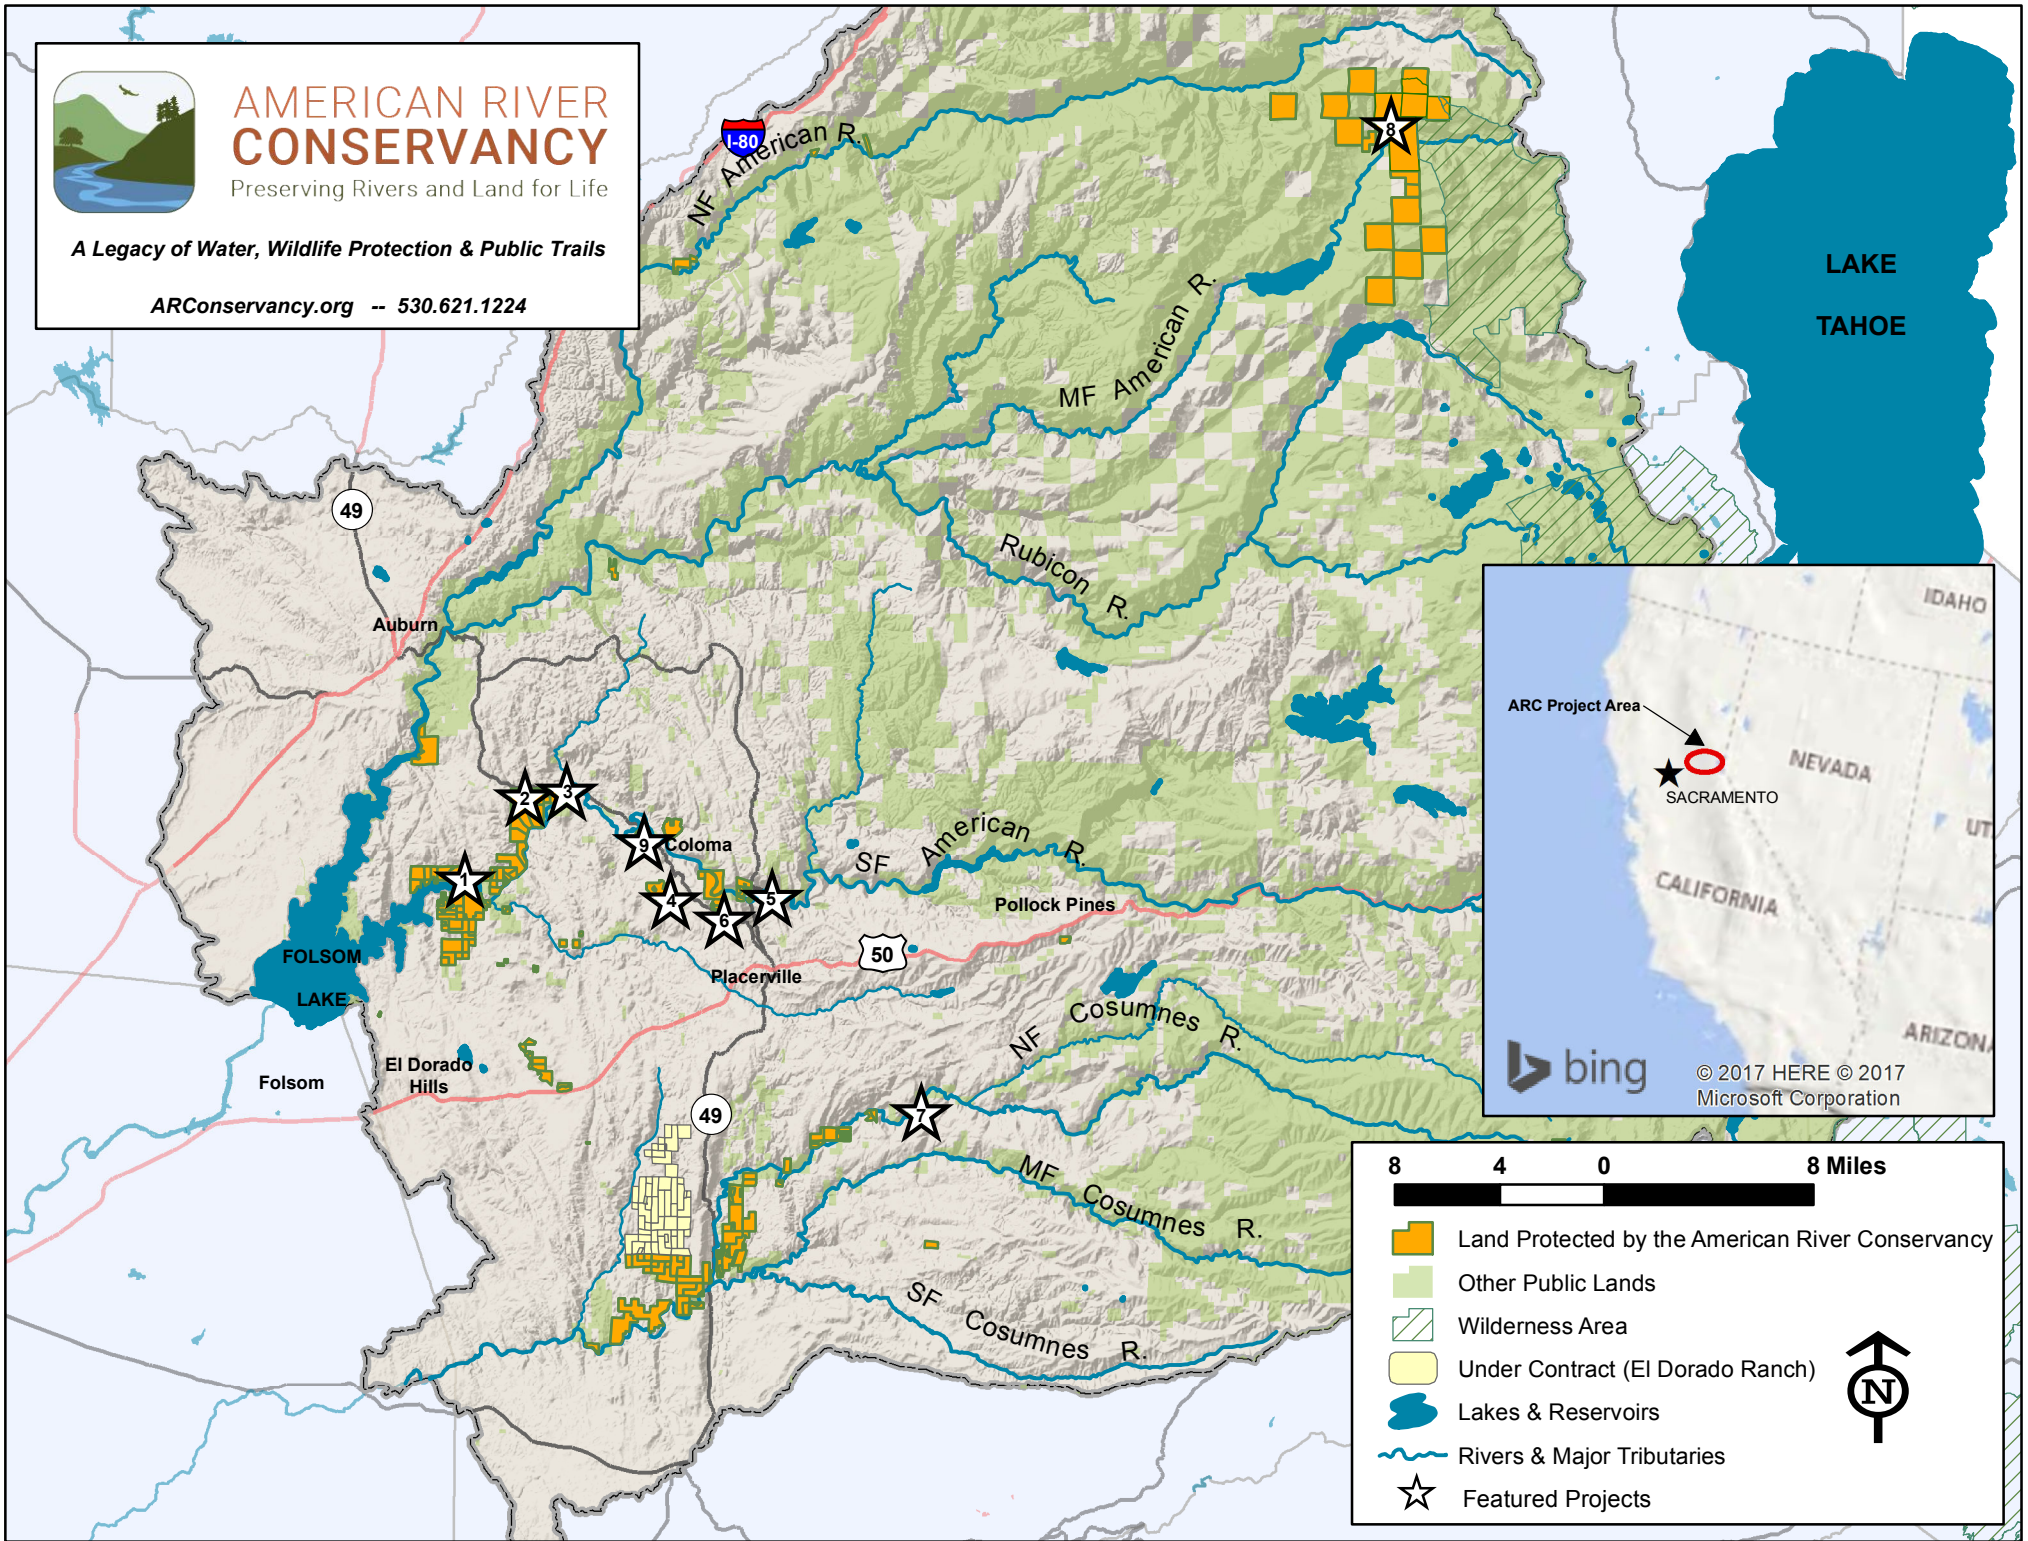 AMERICAN RIVER
CONSERVANCY
Preserving Rivers and Land for Life
A Legacy of Water, Wildlife Protection & Public Trails
ARConservancy.org -- 530.621.1224
I-80
NF American R.
8
LAKE
TAHOE
MF American R.
49
Rubicon R.
Auburn
2
3
9
Coloma
1
4
6
5
SF American R.
Pollock Pines
50
Placerville
FOLSOM
LAKE
Folsom
El Dorado
Hills
49
7
NF Cosumnes R.
MF Cosumnes R.
SF Cosumnes R.
IDAHO
ARC Project Area
NEVADA
SACRAMENTO
UT
CALIFORNIA
ARIZON
bing
© 2017 HERE © 2017
Microsoft Corporation
8 4 0 8 Miles
Land Protected by the American River Conservancy
Other Public Lands
Wilderness Area
Under Contract (El Dorado Ranch)
Lakes & Reservoirs
Rivers & Major Tributaries
Featured Projects
N